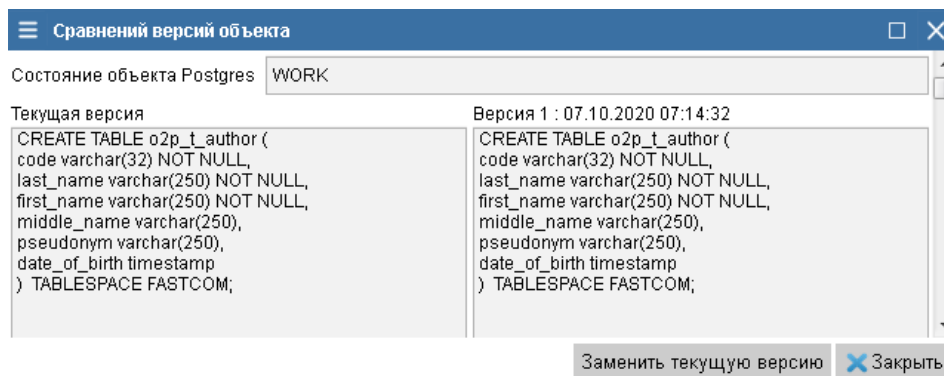 Сравнений версий объекта
Состояние объекта Postgres WORK
Текущая версия
CREATE TABLE o2p_t_author (
code varchar(32) NOT NULL,
last_name varchar(250) NOT NULL,
first_name varchar(250) NOT NULL,
middle_name varchar(250),
pseudonym varchar(250),
date_of_birth timestamp
) TABLESPACE FASTCOM;
Версия 1 : 07.10.2020 07:14:32
CREATE TABLE o2p_t_author (
code varchar(32) NOT NULL,
last_name varchar(250) NOT NULL,
first_name varchar(250) NOT NULL,
middle_name varchar(250),
pseudonym varchar(250),
date_of_birth timestamp
) TABLESPACE FASTCOM;
Заменить текущую версию
Закрыть